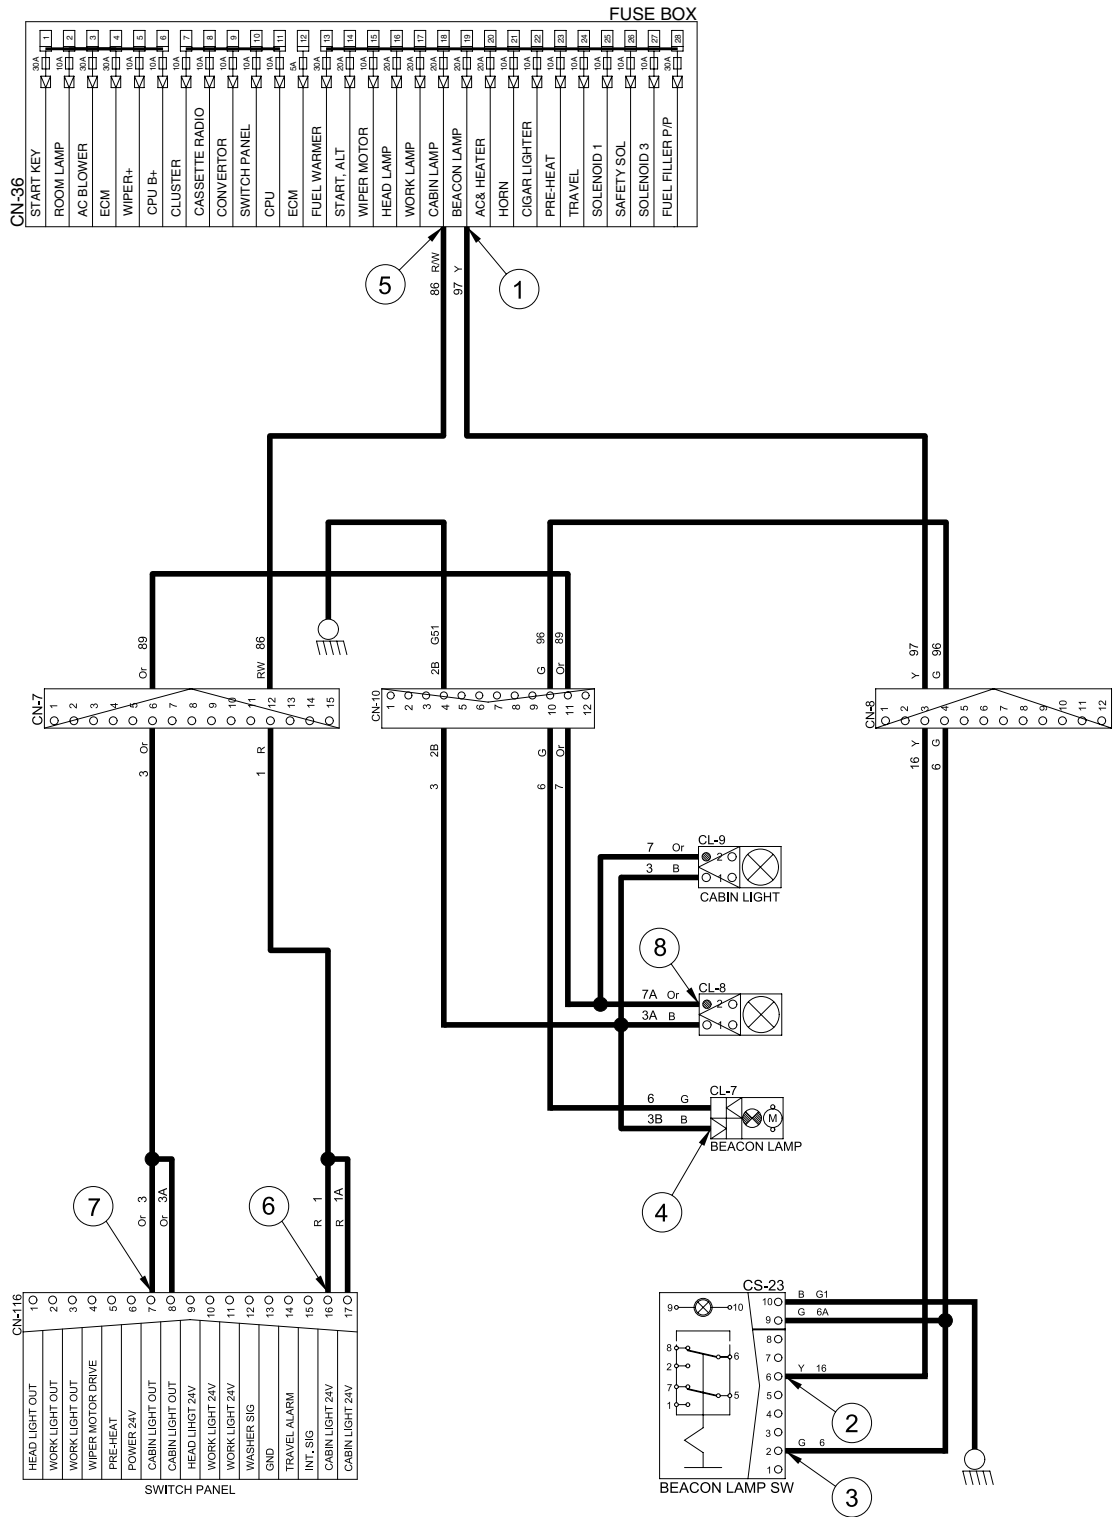 FUSE BOX
1 2 3 4 5 6 7 8 9 10 11 12 13 14 15 16 17 18 19 20 21 22 23 24 25 26 27 28
30A 10A 20A 30A 10A 10A 10A 10A 10A 10A 10A 5A 30A 20A 10A 20A 20A 20A 20A 20A 10A 10A 10A 10A 10A 10A 10A 30A
CN-36
START KEY
ROOM LAMP
AC BLOWER
ECM
WIPER+
CPU B+
CLUSTER
CASSETTE RADIO
CONVERTOR
SWITCH PANEL
CPU
ECM
FUEL WARMER
START, ALT
WIPER MOTOR
HEAD LAMP
WORK LAMP
CABIN LAMP
BEACON LAMP
AC& HEATER
HORN
CIGAR LIGHTER
PRE-HEAT
TRAVEL
SOLENOID 1
SAFETY SOL
SOLENOID 3
FUEL FILLER P/P
86 R/W
97 Y
5
1
Or 89
RW 86
2B G51
G 96
Or 89
Y 97
G 96
CN-7
1 2 3 4 5 6 7 8 9 10 11 12 13 14 15
CN-10
1 2 3 4 5 6 7 8 9 10 11 12
CN-8
1 2 3 4 5 6 7 8 9 10 11 12
3 Or
1 R
3 2B
6 G
7 Or
16 Y
6 G
CL-9
7 Or
3 B
2
1
CABIN LIGHT
8
CL-8
7A Or
3A B
2
1
CL-7
6 G
3B B
M
BEACON LAMP
4
7
6
Or 3
Or 3A
R 1
R 1A
CN-116
1 2 3 4 5 6 7 8 9 10 11 12 13 14 15 16 17
HEAD LIGHT OUT
WORK LIGHT OUT
WORK LIGHT OUT
WIPER MOTOR DRIVE
PRE-HEAT
POWER 24V
CABIN LIGHT OUT
CABIN LIGHT OUT
HEAD LIHGT 24V
WORK LIGHT 24V
WORK LIGHT 24V
WASHER SIG
GND
TRAVEL ALARM
INT. SIG
CABIN LIGHT 24V
CABIN LIGHT 24V
SWITCH PANEL
CS-23
9 10
8
6
2
7
5
1
10 B G1
9 G 6A
8
7
6 Y 16
5
4
3
2 G 6
1
2
3
BEACON LAMP SW